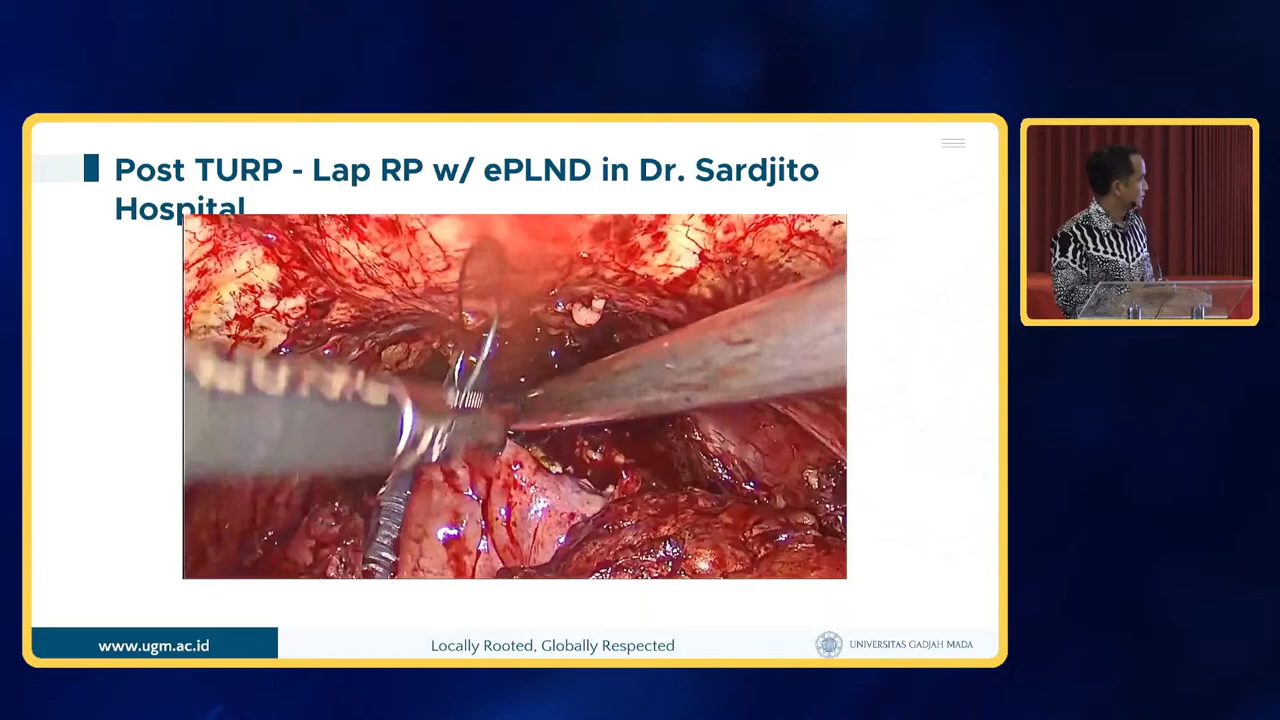 Post TURP - Lap RP w/ ePLND in Dr. Sardjito
Hospital
www.ugm.ac.id
Locally Rooted, Globally Respected
UNIVERSITAS GADJAH MADA